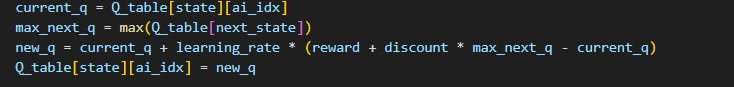 current_q = Q_table[state][ai_idx]
max_next_q = max(Q_table[next_state])
new_q = current_q + learning_rate * (reward + discount * max_next_q - current_q)
Q_table[state][ai_idx] = new_q